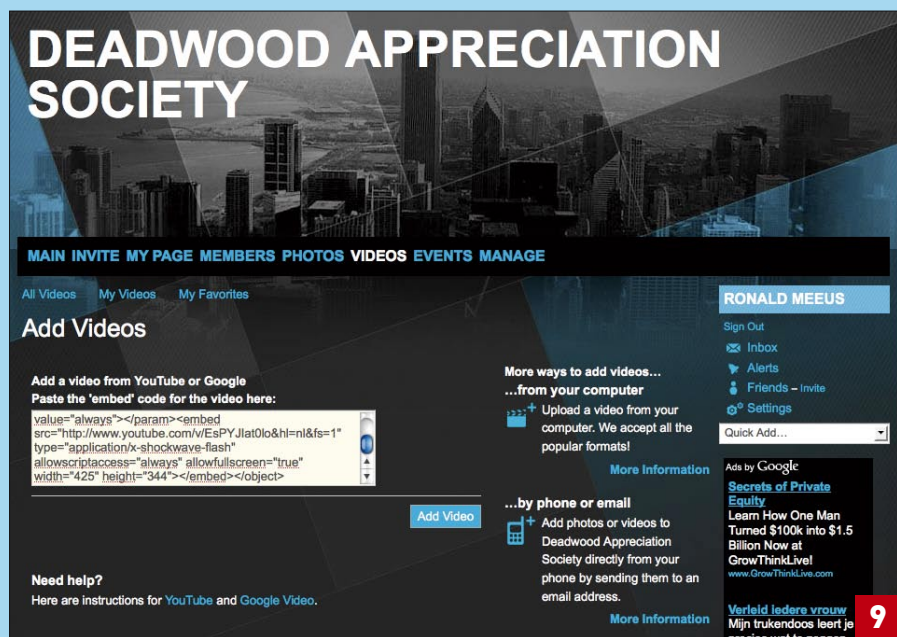 DEADWOOD APPRECIATION
SOCIETY
MAIN INVITE MY PAGE MEMBERS PHOTOS VIDEOS EVENTS MANAGE
All Videos My Videos My Favorites
Add Videos
Add a video from YouTube or Google
Paste the 'embed' code for the video here:
value="always"></param><embed
src="http://www.youtube.com/v/EsPYJIat0lo&hl=nl&fs=1"
type="application/x-shockwave-flash"
allowscriptaccess="always" allowfullscreen="true"
width="425" height="344"></embed></object>
Add Video
Need help?
Here are instructions for YouTube and Google Video.
More ways to add videos...
...from your computer
Upload a video from your
computer. We accept all the
popular formats!
More Information
...by phone or email
Add photos or videos to
Deadwood Appreciation
Society directly from your
phone by sending them to an
email address.
More Information
RONALD MEEUS
Sign Out
Inbox
Alerts
Friends – Invite
Settings
Quick Add...
Ads by Google
Secrets of Private
Equity
Learn How One Man
Turned $100k into $1.5
Billion Now at
GrowThinkLive!
www.GrowThinkLive.com
Verleid iedere vrouw
Mijn trukendoos leert je
9